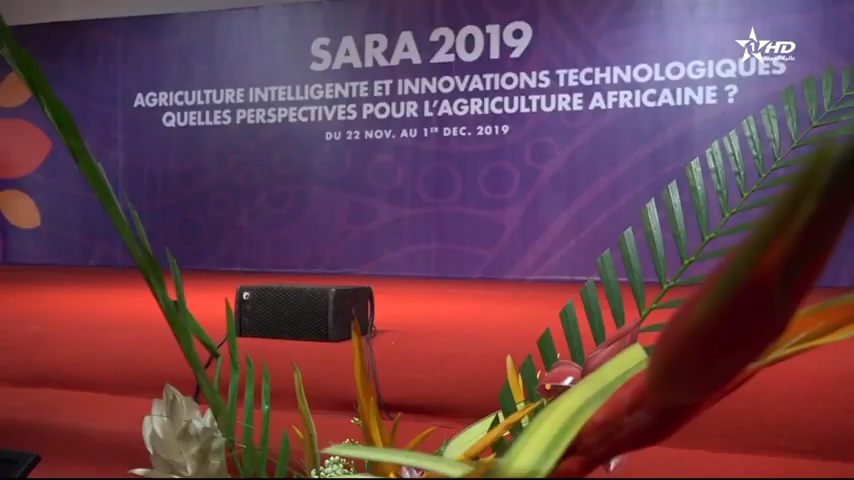 SARA 2019
AGRICULTURE INTELLIGENTE ET INNOVATIONS TECHNOLOGIQUES
QUELLES PERSPECTIVES POUR L'AGRICULTURE AFRICAINE ?
DU 22 NOV. AU 1ER DEC. 2019
1 HD